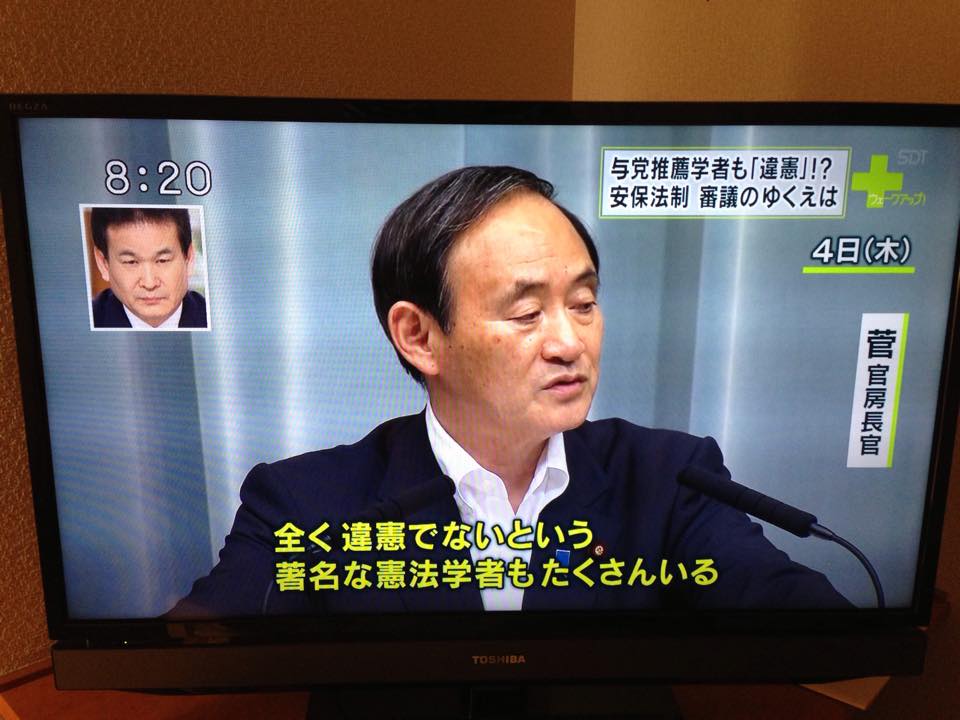 REGZA
8:20
与党推薦学者も「違憲」!?
安保法制 審議のゆくえは
SDT
ウェークアップ!
4日(木)
菅官房長官
全く違憲でないという
著名な憲法学者もたくさんいる
TOSHIBA